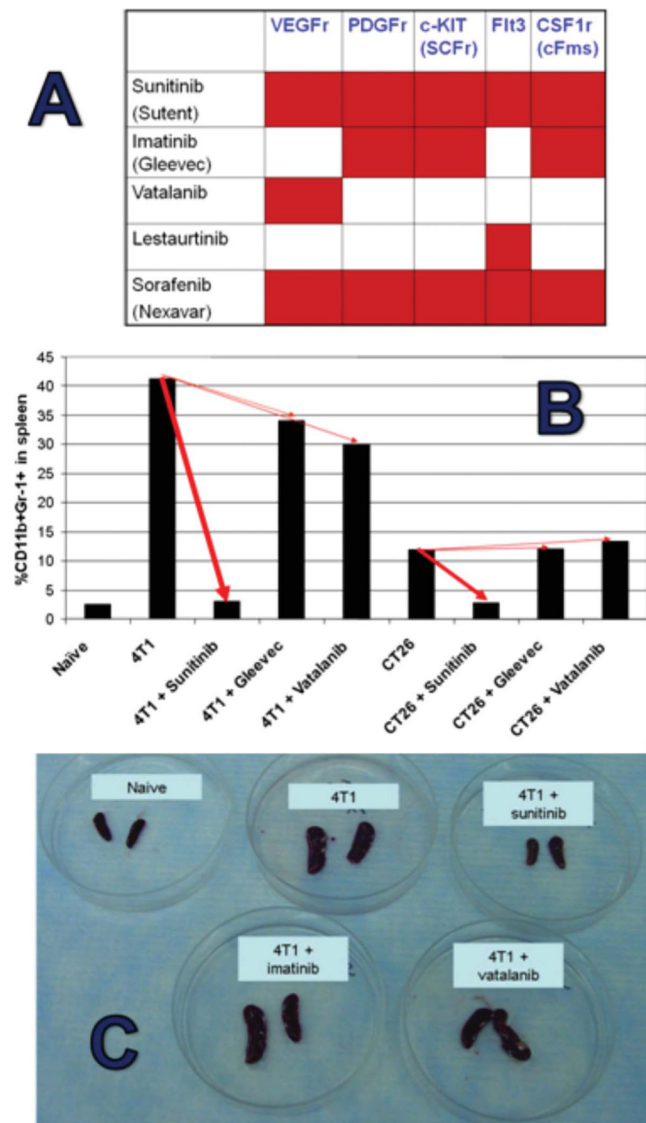 A
VEGFr PDGFr c-KIT Flt3 CSF1r
(SCFr) (cFms)
Sunitinib
(Sutent)
Imatinib
(Gleevec)
Vatalanib
Lestaurtinib
Sorafenib
(Nexavar)
B
%CD11b+Gr-1+ in spleen
45
40
35
30
25
20
15
10
5
0
Naïve
4T1
4T1 + Sunitinib
4T1 + Gleevec
4T1 + Vatalanib
CT26
CT26 + Sunitinib
CT26 + Gleevec
CT26 + Vatalanib
Naive
4T1
4T1 +
sunitinib
4T1 +
imatinib
4T1 +
vatalanib
C